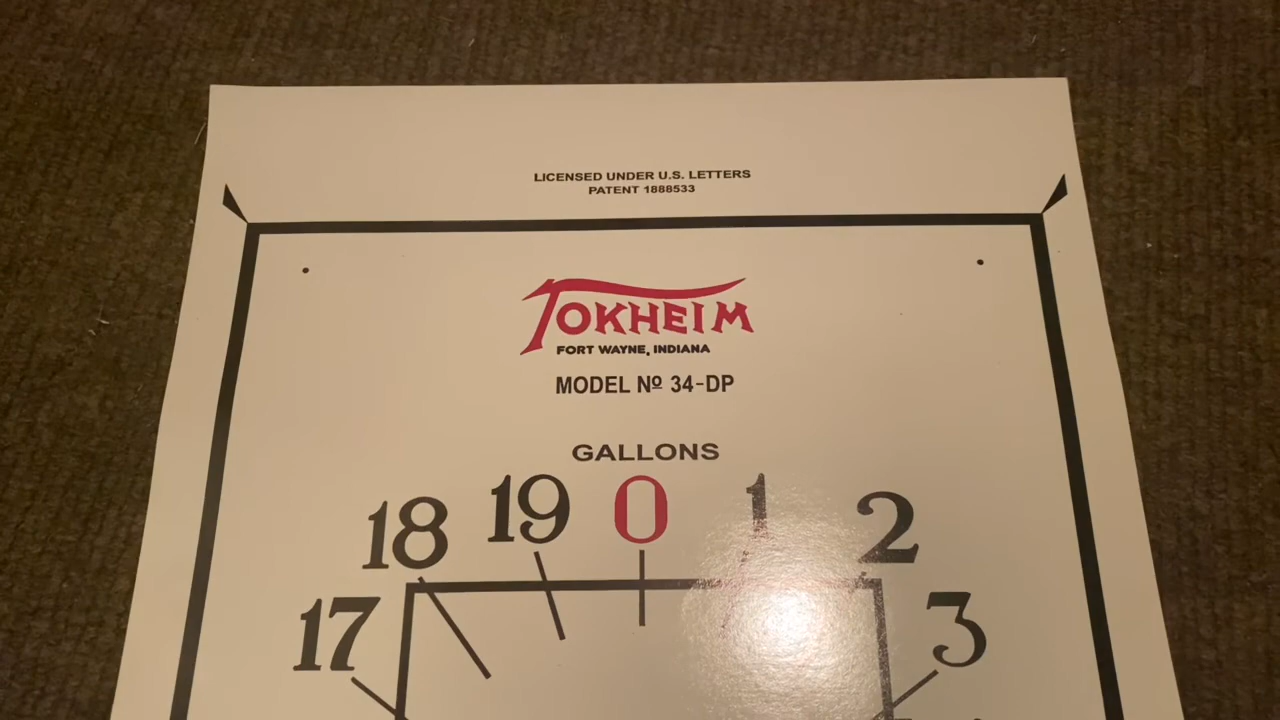 LICENSED UNDER U.S. LETTERS
PATENT 1888533
TOKHEIM
FORT WAYNE, INDIANA
MODEL Nº 34-DP
GALLONS
18 19 0 1 2
17 3